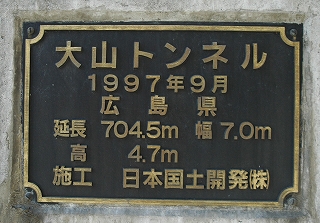 大山トンネル
1997年9月
広島県
延長 704.5m 幅 7.0m
高 4.7m
施工 日本国土開発㈱